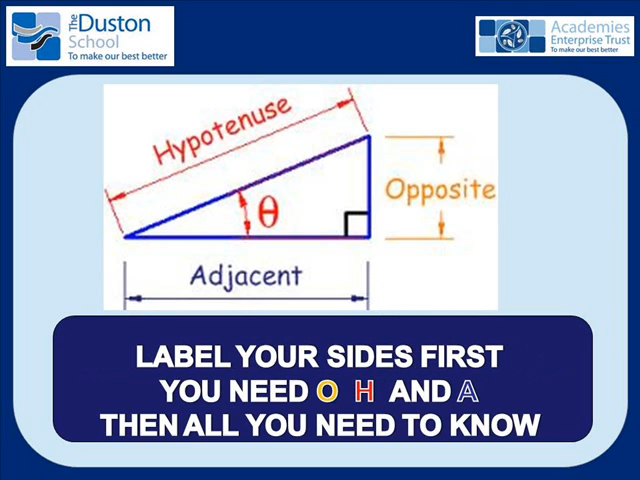 The Duston
School
To make our best better
Academies
Enterprise Trust
To make our best better
Hypotenuse
θ
Opposite
Adjacent
LABEL YOUR SIDES FIRST
YOU NEED O H AND A
THEN ALL YOU NEED TO KNOW